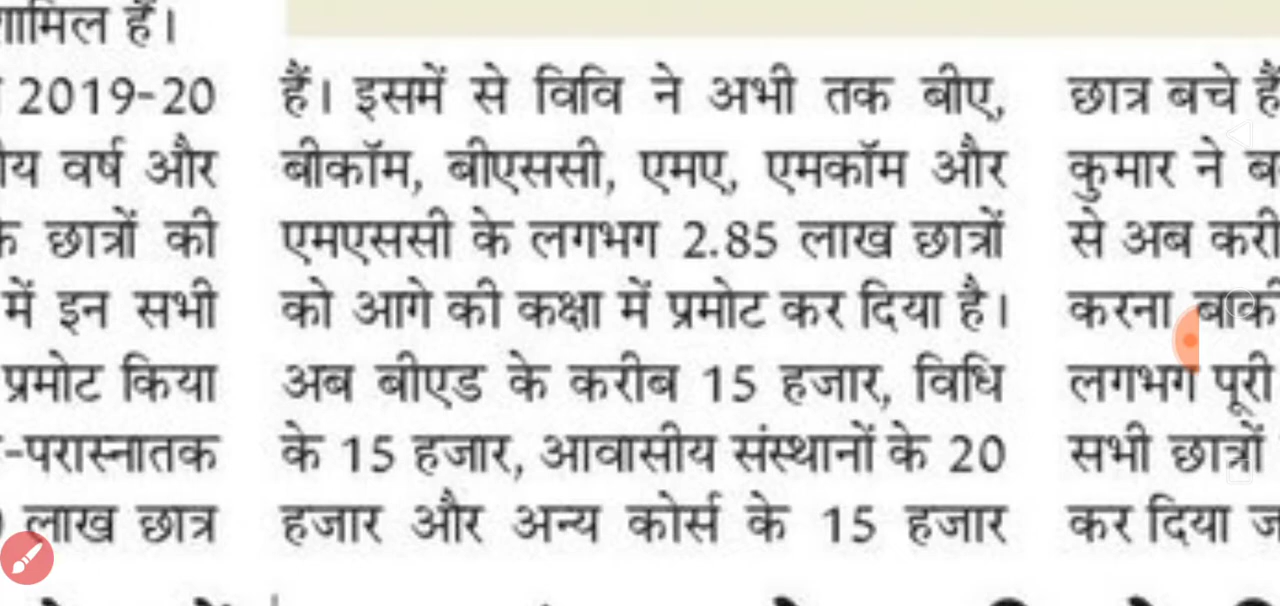 शामिल हैं।
2019-20
वर्ष और
छात्रों की
में इन सभी
प्रमोट किया
-परास्नातक
लाख छात्र
हैं। इसमें से विवि ने अभी तक बीए,
बीकॉम, बीएससी, एमए, एमकॉम और
एमएससी के लगभग 2.85 लाख छात्रों
को आगे की कक्षा में प्रमोट कर दिया है।
अब बीएड के करीब 15 हजार, विधि
के 15 हजार, आवासीय संस्थानों के 20
हजार और अन्य कोर्स के 15 हजार
छात्र बचे हैं
कुमार ने
से अब
करना बाकी
लगभग पूरी
सभी छात्रों
कर दिया